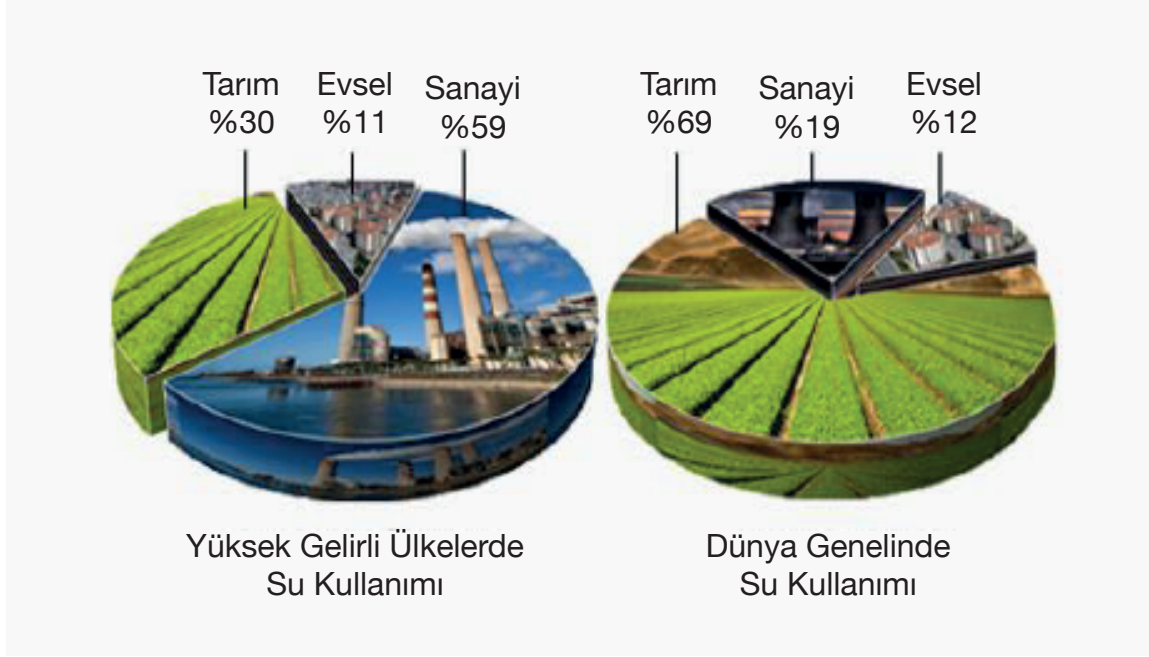 Tarım
%30
Evsel
%11
Sanayi
%59
Yüksek Gelirli Ülkelerde
Su Kullanımı
Tarım
%69
Sanayi
%19
Evsel
%12
Dünya Genelinde
Su Kullanımı